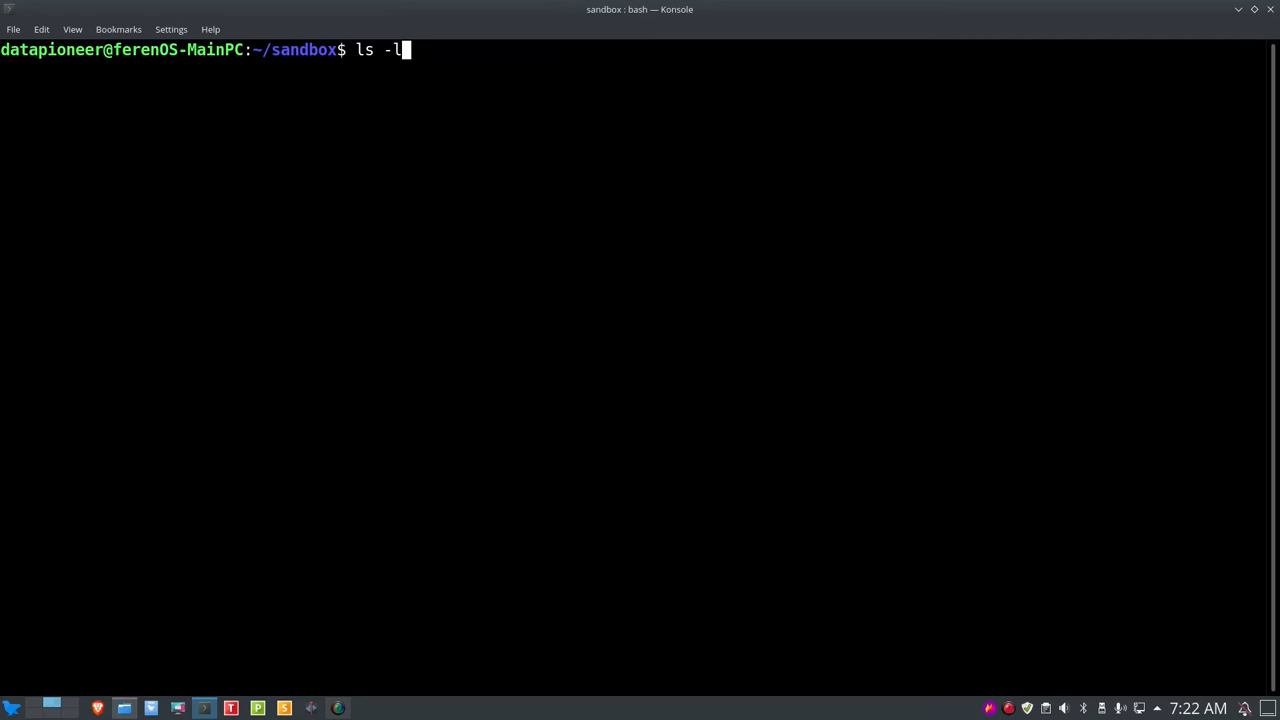 sandbox : bash — Konsole
File Edit View Bookmarks Settings Help
datapioneer@ferenOS-MainPC:~/sandbox$ ls -l
T P S
7:22 AM